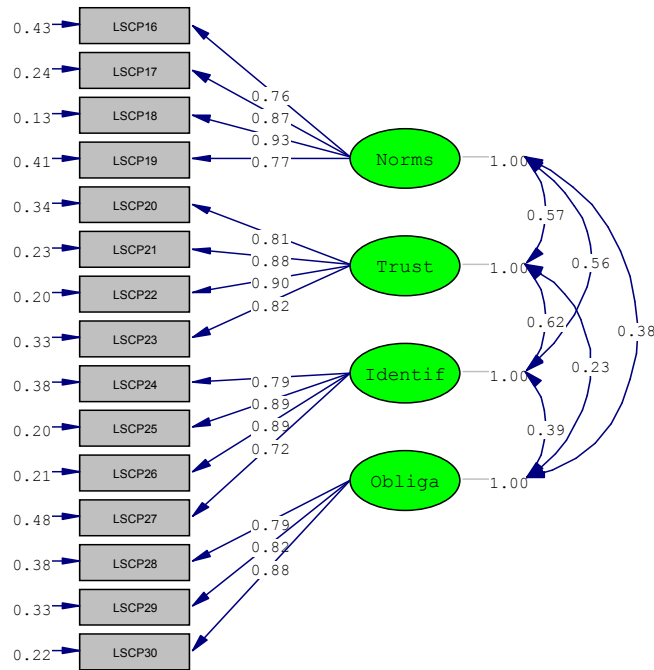 0.43 LSCP16
0.24 LSCP17
0.76
0.87
0.13 LSCP18
0.93
0.41 LSCP19
0.77
Norms 1.00
0.34 LSCP20
0.57
0.81
0.23 LSCP21
0.88
Trust 1.00
0.56
0.20 LSCP22
0.90
0.82
0.62
0.38
0.33 LSCP23
0.38 LSCP24
0.79
Identif 1.00
0.23
0.89
0.20 LSCP25
0.89
0.39
0.72
0.21 LSCP26
Obliga 1.00
0.48 LSCP27
0.79
0.82
0.38 LSCP28
0.88
0.33 LSCP29
0.22 LSCP30